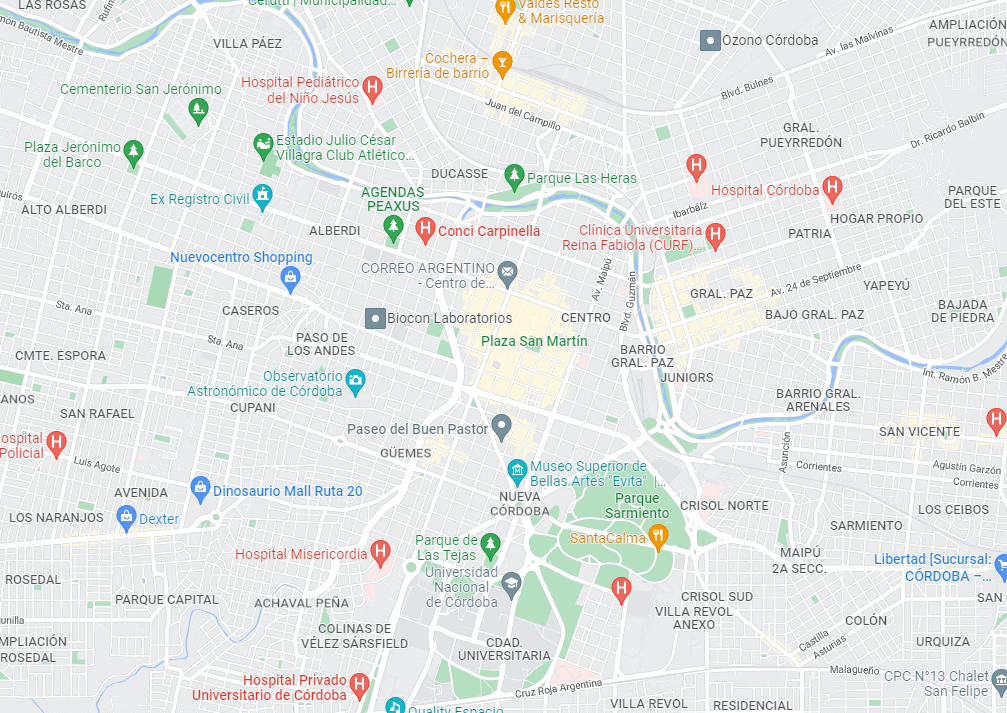 LAS ROSAS
Rufin
Cerutti | Municipalidad...
Valdes Resto
& Marisquería
Ozono Córdoba
AMPLIACIÓN
PUEYRREDÓN
Av. las Malvinas
món Bautista Mestre
VILLA PÁEZ
Cochera –
Birrería de barrio
Hospital Pediátrico
del Niño Jesús
Blvd. Bulnes
Cementerio San Jerónimo
Juan del Campillo
GRAL.
PUEYRREDÓN
Dr. Ricardo Balbín
Plaza Jerónimo
del Barco
Estadio Julio César
Villagra Club Atlético...
DUCASSE
Parque Las Heras
Quirós
Ex Registro Civil
AGENDAS
PEAXUS
Hospital Córdoba
PARQUE
DEL ESTE
ALTO ALBERDI
Ibarbálz
HOGAR PROPIO
ALBERDI
Conci Carpinella
Clínica Universitaria
Reina Fabiola (CURF)...
PATRIA
Nuevocentro Shopping
CORREO ARGENTINO
- Centro de...
Av. Maipú
Blvd. Guzmán
Av. 24 de Septiembre
GRAL. PAZ
YAPEYÚ
Sta. Ana
CASEROS
Biocon Laboratorios
CENTRO
BAJO GRAL. PAZ
BAJADA
DE PIEDRA
Sta. Ana
PASO DE
LOS ANDES
Plaza San Martín
BARRIO
GRAL. PAZ
CMTE. ESPORA
JUNIORS
Int. Ramón B. Mestre
Observatorio
Astronómico de Córdoba
ANOS
CUPANI
BARRIO GRAL.
ARENALES
SAN RAFAEL
Paseo del Buen Pastor
SAN VICENTE
ospital
Policial
GÜEMES
Asunción
Luis Agote
Museo Superior de
Bellas Artes "Evita" |...
Corrientes
Agustín Garzón
Corrientes
AVENIDA
Dinosaurio Mall Ruta 20
NUEVA
CÓRDOBA
Parque
Sarmiento
CRISOL NORTE
LOS NARANJOS
Dexter
LOS CEIBOS
SARMIENTO
SantaCalma
Hospital Misericordia
Parque de
Las Tejas
MAIPÚ
2A SECC.
Libertad [Sucursal:
CÓRDOBA –...
ROSEDAL
Universidad
Nacional
de Córdoba
PARQUE CAPITAL
ACHAVAL PEÑA
CRISOL SUD
SAN
VILLA REVOL
ANEXO
COLÓN
unilla
COLINAS DE
VÉLEZ SÁRSFIELD
Castilla
Asturias
MPLIACIÓN
ROSEDAL
CDAD.
UNIVERSITARIA
URQUIZA
Malagueño
Hospital Privado
Universitario de Córdoba
Cruz Roja Argentina
CPC N°13 Chalet
San Felipe
VILLA REVOL
RESIDENCIAL
Quality Espacio